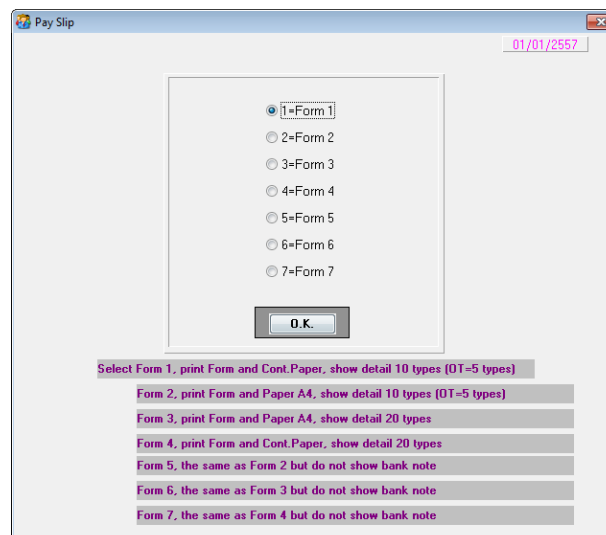 Pay Slip
01/01/2557
1=Form 1
2=Form 2
3=Form 3
4=Form 4
5=Form 5
6=Form 6
7=Form 7
O.K.
Select Form 1, print Form and Cont.Paper, show detail 10 types (OT=5 types)
Form 2, print Form and Paper A4, show detail 10 types (OT=5 types)
Form 3, print Form and Paper A4, show detail 20 types
Form 4, print Form and Cont.Paper, show detail 20 types
Form 5, the same as Form 2 but do not show bank note
Form 6, the same as Form 3 but do not show bank note
Form 7, the same as Form 4 but do not show bank note